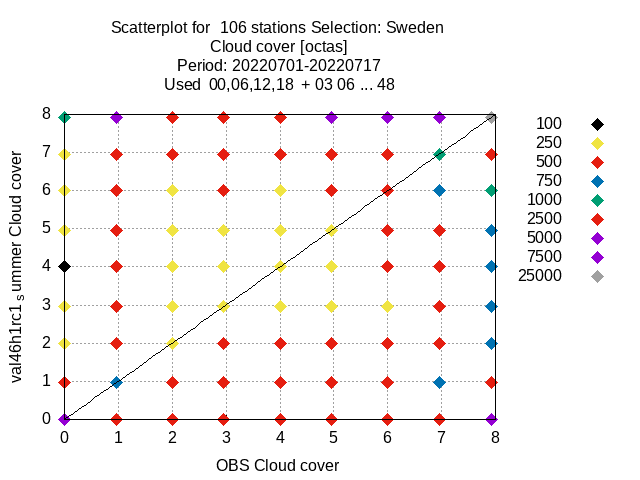 Scatterplot for 106 stations Selection: Sweden
Cloud cover [octas]
Period: 20220701-20220717
Used 00,06,12,18 + 03 06 ... 48
8
7
6
5
4
3
2
1
0
val46h1rc1summer Cloud cover
0 1 2 3 4 5 6 7 8
OBS Cloud cover
100
250
500
750
1000
2500
5000
7500
25000